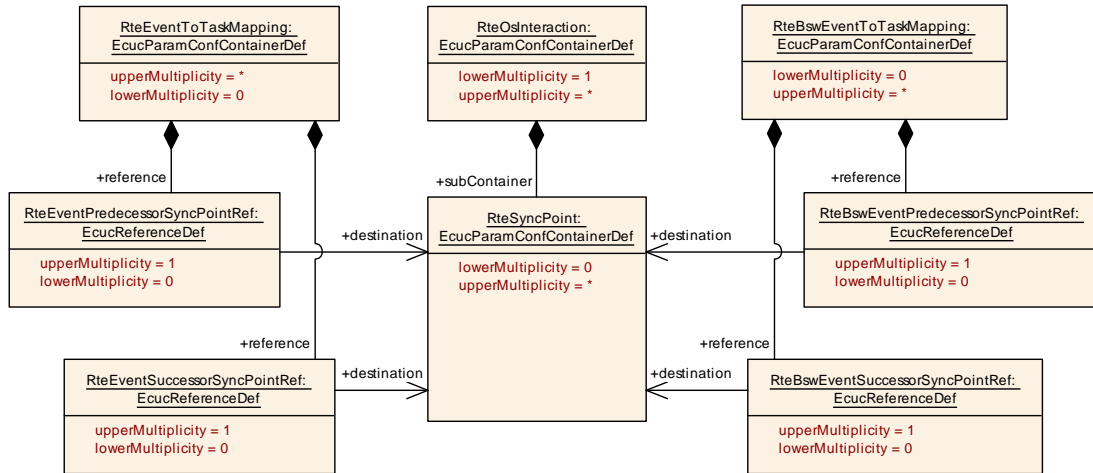 RteEventToTaskMapping:
EcucParamConfContainerDef
upperMultiplicity = *
lowerMultiplicity = 0
RteOsInteraction:
EcucParamConfContainerDef
lowerMultiplicity = 1
upperMultiplicity = *
RteBswEventToTaskMapping:
EcucParamConfContainerDef
lowerMultiplicity = 0
upperMultiplicity = *
+reference
+subContainer
+reference
RteEventPredecessorSyncPointRef:
EcucReferenceDef
upperMultiplicity = 1
lowerMultiplicity = 0
+destination
RteSyncPoint:
EcucParamConfContainerDef
lowerMultiplicity = 0
upperMultiplicity = *
+destination
RteBswEventPredecessorSyncPointRef:
EcucReferenceDef
upperMultiplicity = 1
lowerMultiplicity = 0
+reference
+reference
RteEventSuccessorSyncPointRef:
EcucReferenceDef
upperMultiplicity = 1
lowerMultiplicity = 0
+destination
+destination
RteBswEventSuccessorSyncPointRef:
EcucReferenceDef
upperMultiplicity = 1
lowerMultiplicity = 0